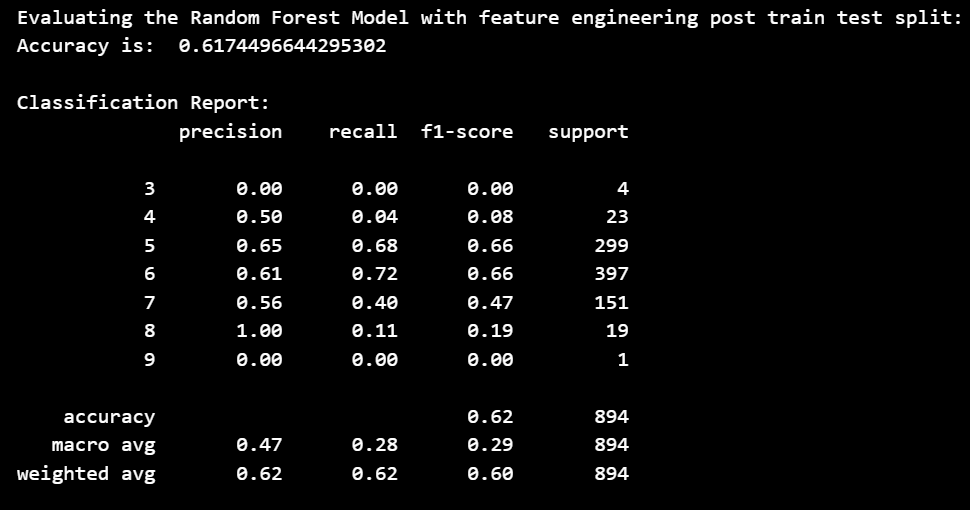 Evaluating the Random Forest Model with feature engineering post train test split:
Accuracy is:  0.6174496644295302
Classification Report:
              precision    recall  f1-score   support
           3       0.00      0.00      0.00         4
           4       0.50      0.04      0.08        23
           5       0.65      0.68      0.66       299
           6       0.61      0.72      0.66       397
           7       0.56      0.40      0.47       151
           8       1.00      0.11      0.19        19
           9       0.00      0.00      0.00         1
    accuracy                           0.62       894
   macro avg       0.47      0.28      0.29       894
weighted avg       0.62      0.62      0.60       894